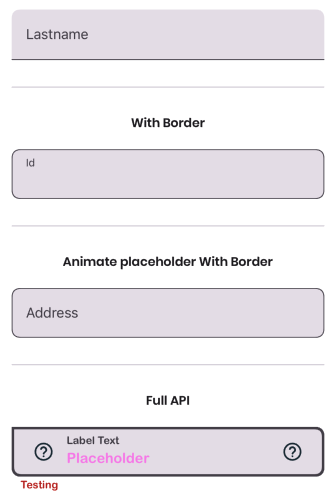 Lastname
With Border
Id
Animate placeholder With Border
Address
Full API
Label Text
Placeholder
Testing